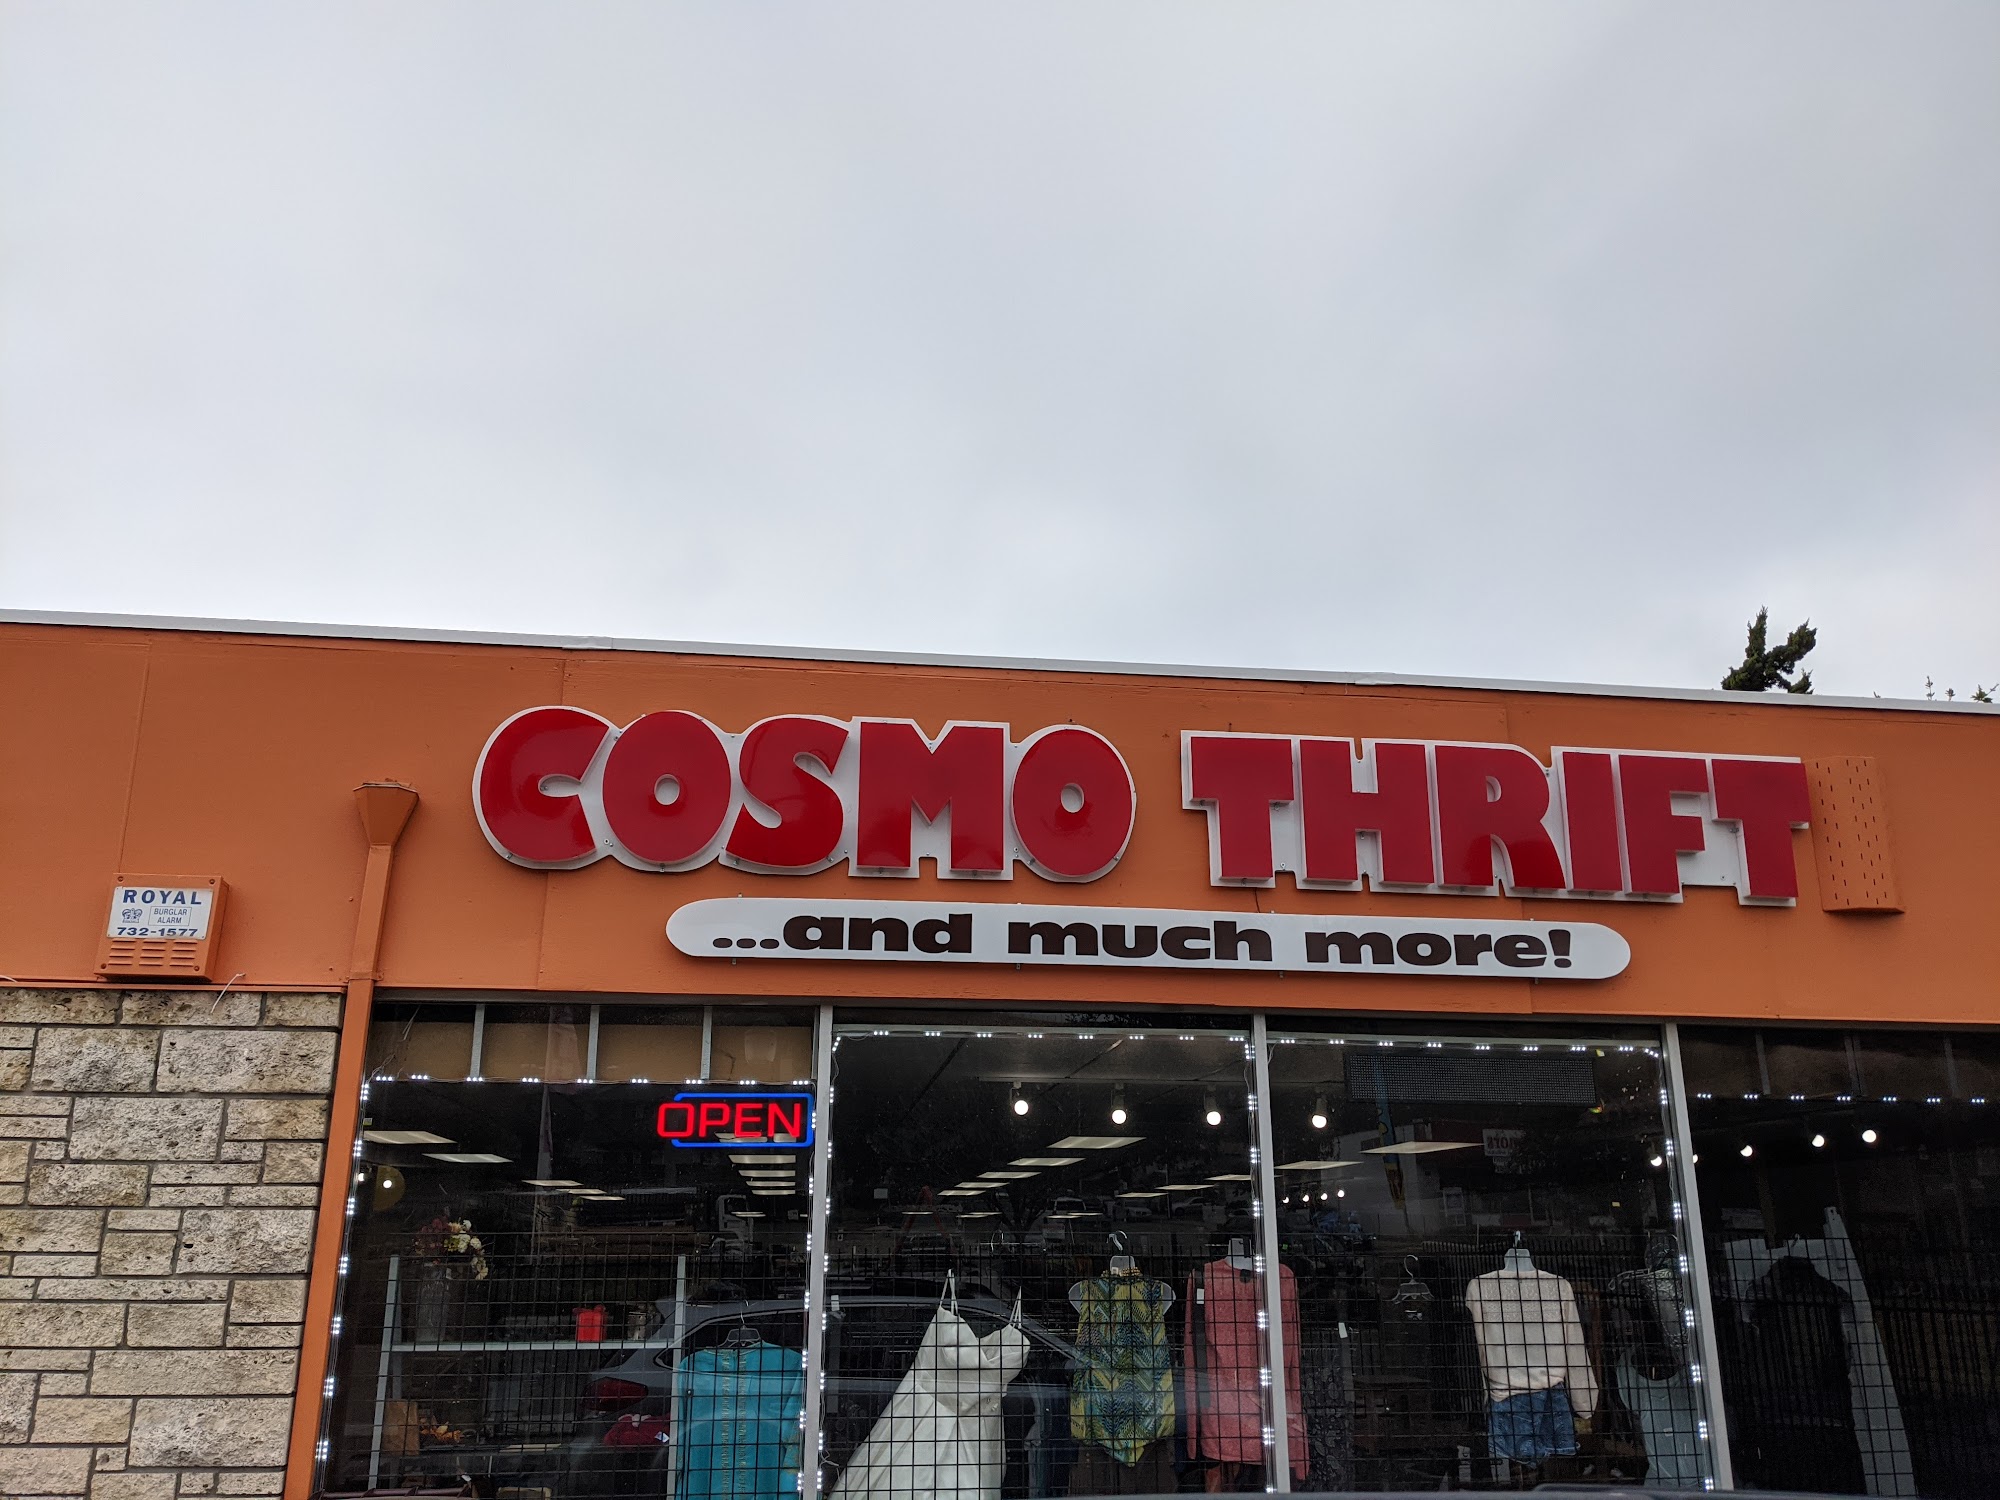 COSMO THRIFT
...and much more!
ROYAL
BURGLAR
ALARM
732-1577
OPEN